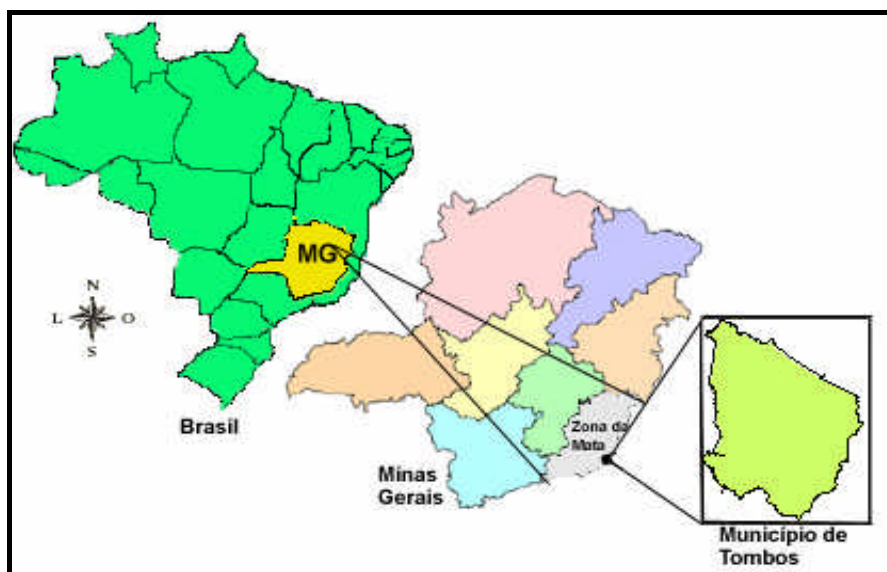 MG
N
L O
S
Brasil
Zona da
Mata
Minas
Gerais
Município de
Tombos